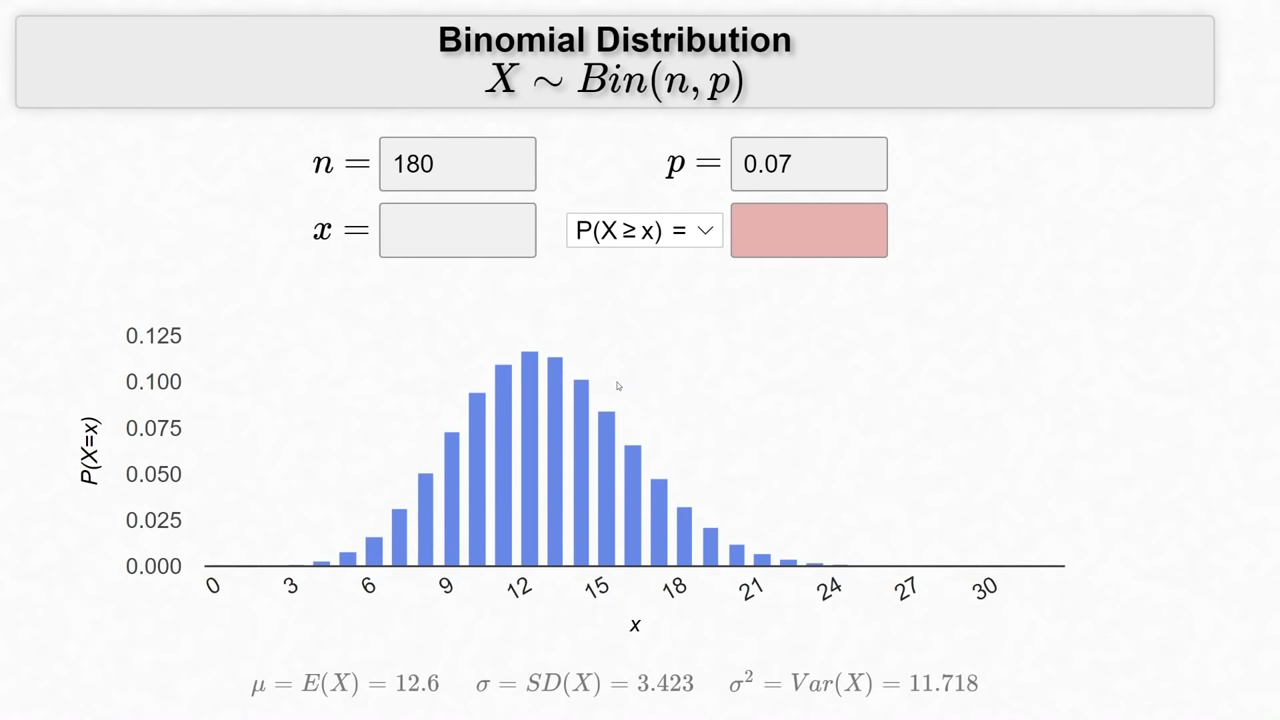 Binomial Distribution
X ∼ Bin(n, p)
n = 180 p = 0.07
x = P(X ≥ x) =
0.125
0.100
0.075
0.050
0.025
0.000
P(X=x)
0 3 6 9 12 15 18 21 24 27 30
x
μ = E(X) = 12.6 σ = SD(X) = 3.423 σ² = Var(X) = 11.718